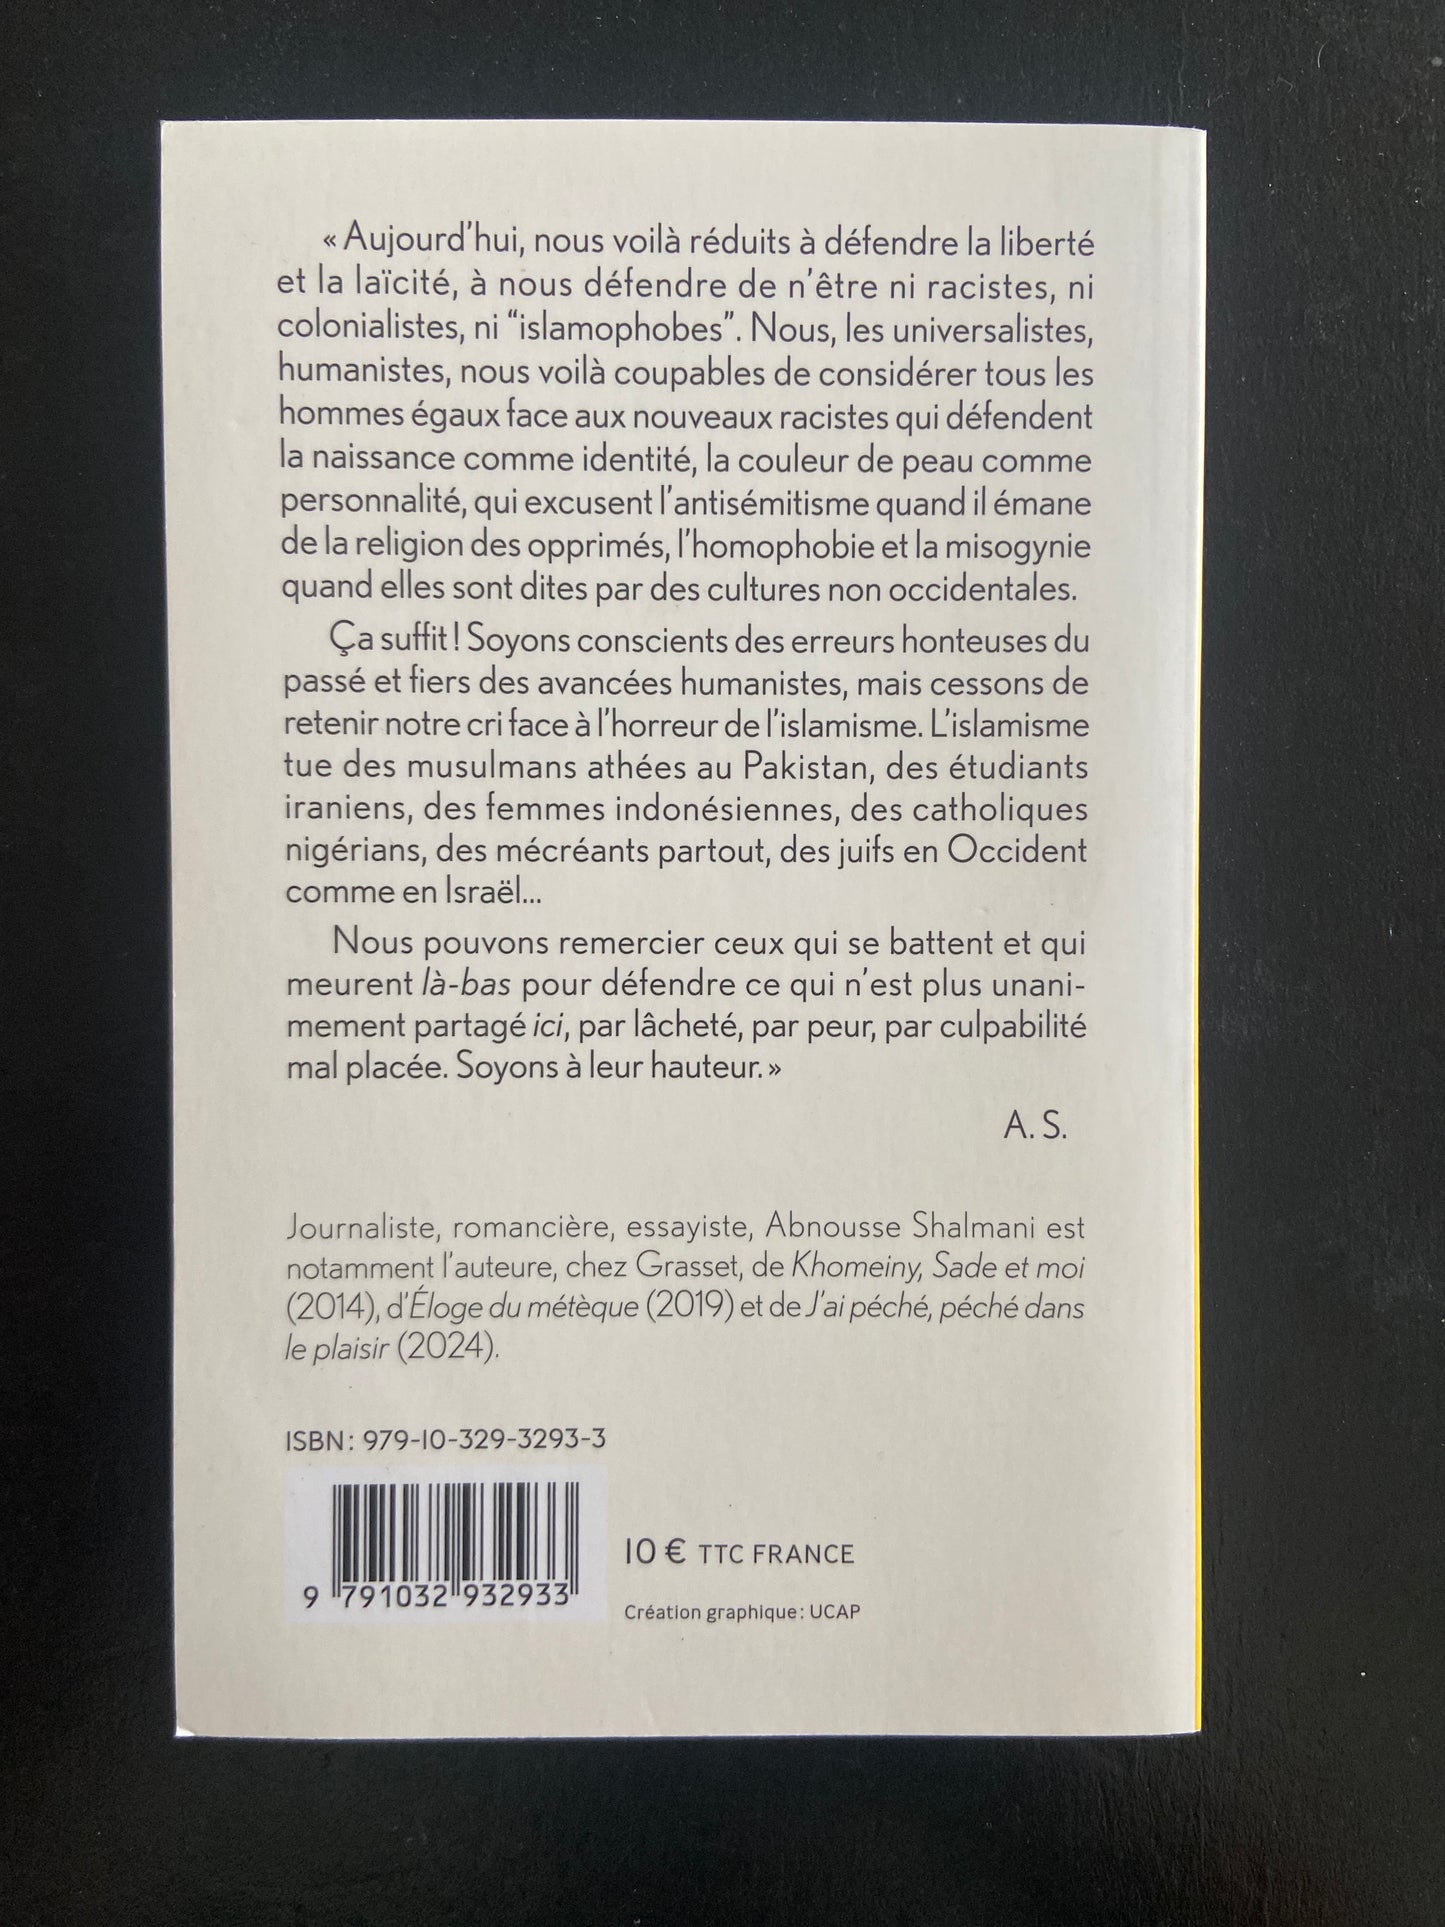 « Aujourd’hui, nous voilà réduits à défendre la liberté
et la laïcité, à nous défendre de n’être ni racistes, ni
colonialistes, ni “islamophobes”. Nous, les universalistes,
humanistes, nous voilà coupables de considérer tous les
hommes égaux face aux nouveaux racistes qui défendent
la naissance comme identité, la couleur de peau comme
personnalité, qui excusent l’antisémitisme quand il émane
de la religion des opprimés, l’homophobie et la misogynie
quand elles sont dites par des cultures non occidentales.
Ça suffit ! Soyons conscients des erreurs honteuses du
passé et fiers des avancées humanistes, mais cessons de
retenir notre cri face à l’horreur de l’islamisme. L’islamisme
tue des musulmans athées au Pakistan, des étudiants
iraniens, des femmes indonésiennes, des catholiques
nigérians, des mécréants partout, des juifs en Occident
comme en Israël...
Nous pouvons remercier ceux qui se battent et qui
meurent là-bas pour défendre ce qui n’est plus unani-
mement partagé ici, par lâcheté, par peur, par culpabilité
mal placée. Soyons à leur hauteur. »
A. S.
Journaliste, romancière, essayiste, Abnousse Shalmani est
notamment l’auteure, chez Grasset, de Khomeiny, Sade et moi
(2014), d’Éloge du métèque (2019) et de J’ai péché, péché dans
le plaisir (2024).
ISBN : 979-10-329-3293-3
9 791032 932933
10 € TTC FRANCE
Création graphique : UCAP